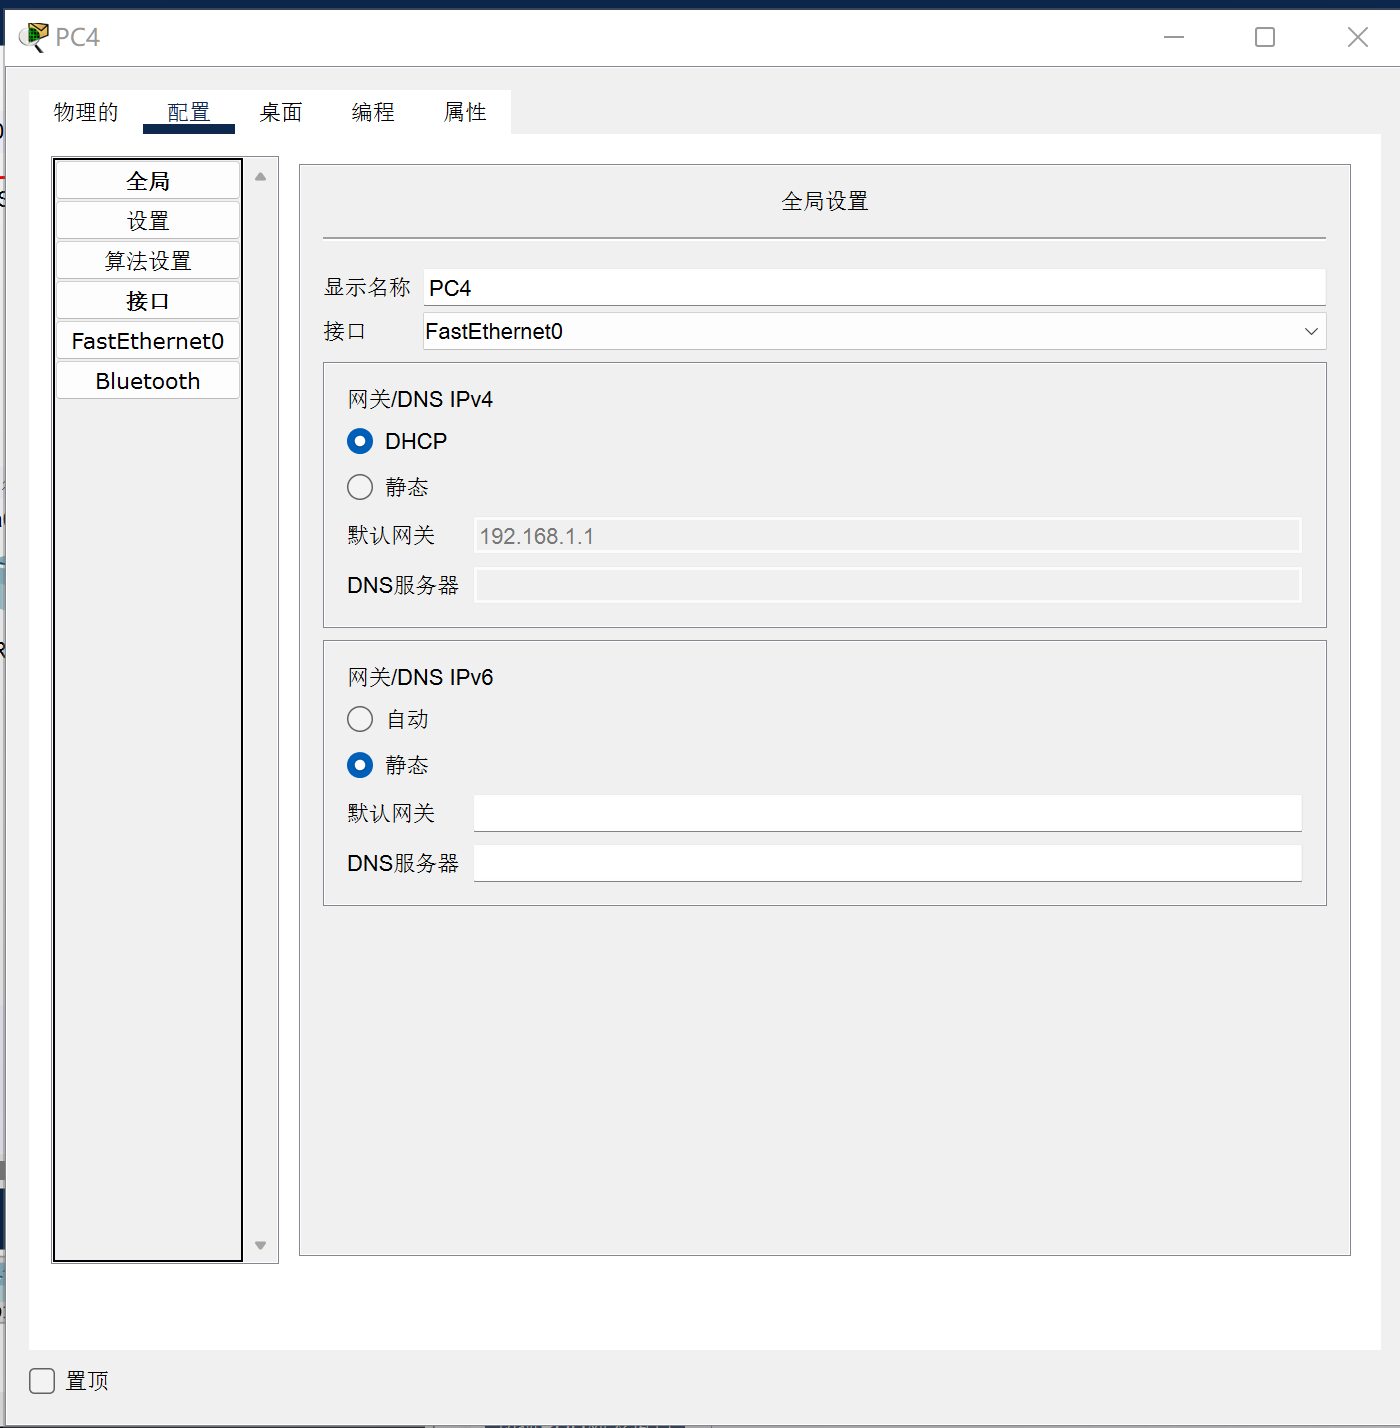 PC4
物理的 配置 桌面 编程 属性
全局
设置
算法设置
接口
FastEthernet0
Bluetooth
全局设置
显示名称 PC4
接口 FastEthernet0
网关/DNS IPv4
DHCP
静态
默认网关 192.168.1.1
DNS服务器
网关/DNS IPv6
自动
静态
默认网关
DNS服务器
置顶